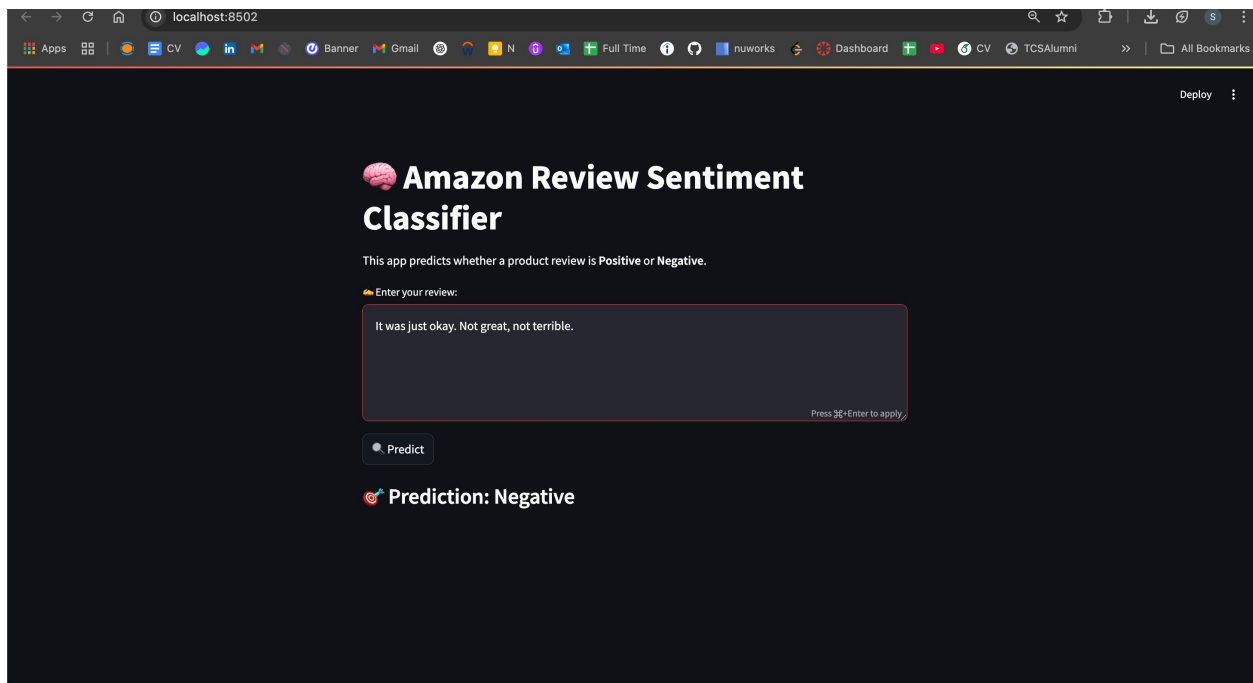 localhost:8502
S
Apps CV in Banner Gmail N Full Time nuworks Dashboard CV TCSAlumni » All Bookmarks
Deploy
Amazon Review Sentiment
Classifier
This app predicts whether a product review is Positive or Negative.
Enter your review:
It was just okay. Not great, not terrible.
Press ⌘+Enter to apply
Predict
Prediction: Negative